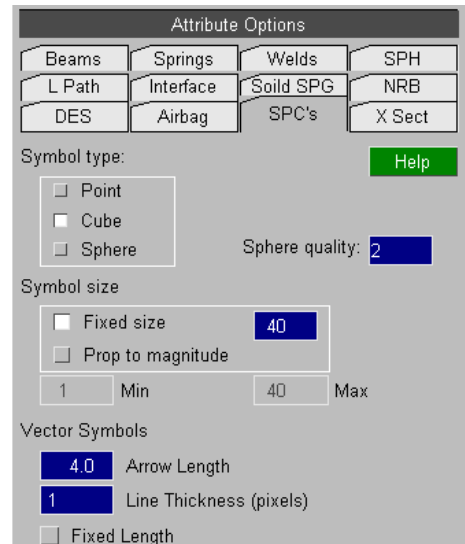 Attribute Options
Beams Springs Welds SPH
L Path Interface Soild SPG NRB
DES Airbag SPC's X Sect
Symbol type: Help
Point
Cube
Sphere Sphere quality: 2
Symbol size
Fixed size 40
Prop to magnitude
1 Min 40 Max
Vector Symbols
4.0 Arrow Length
1 Line Thickness (pixels)
Fixed Length